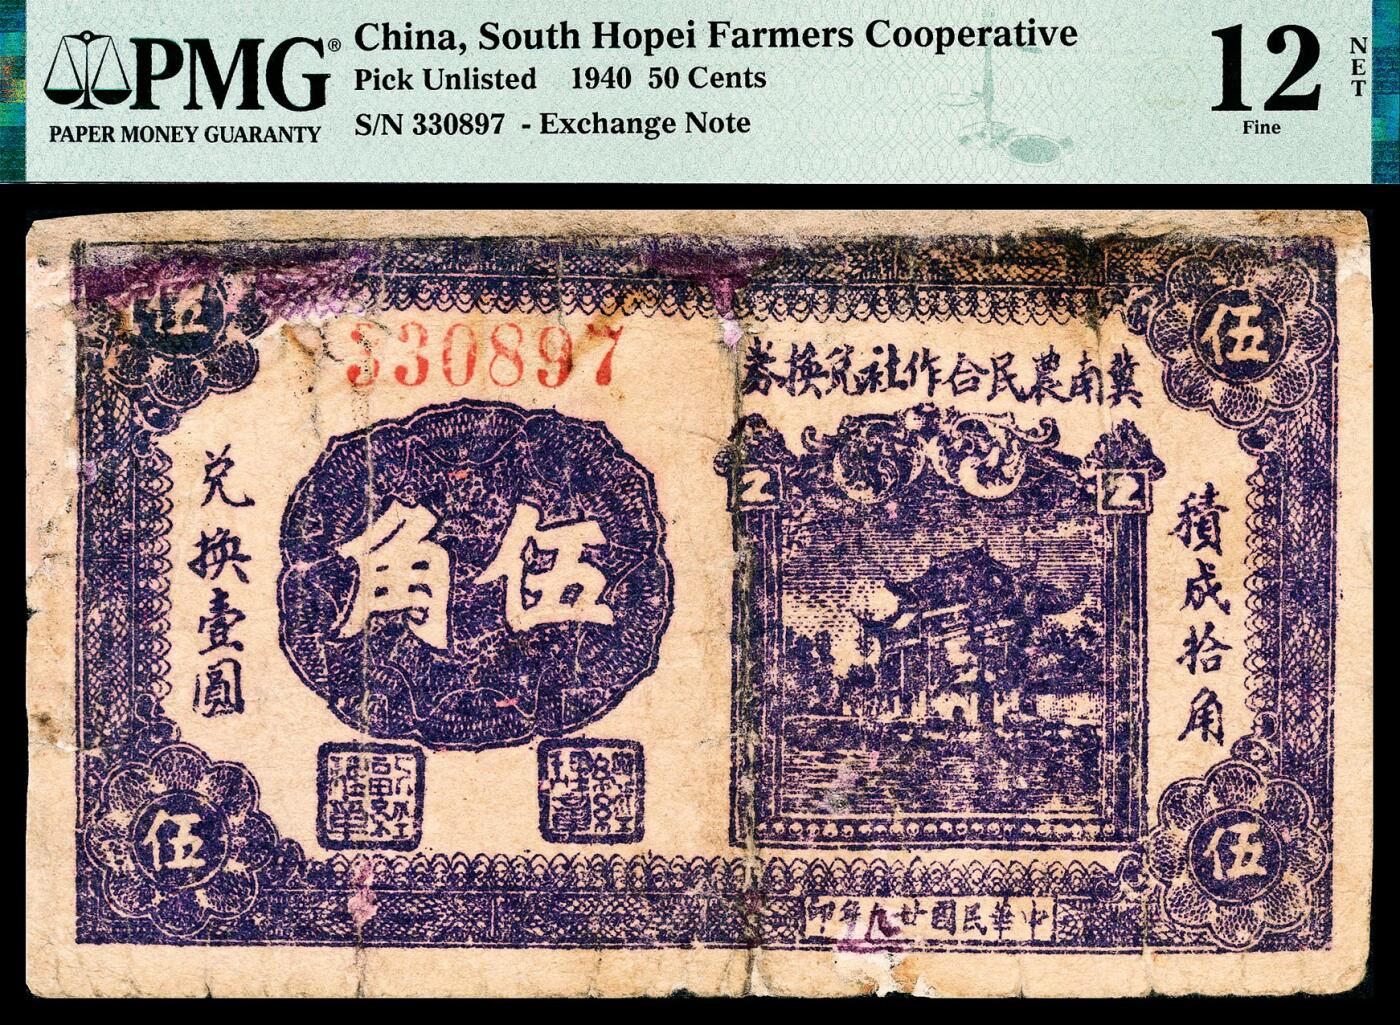 PMG®
PAPER MONEY GUARANTY
China, South Hopei Farmers Cooperative
Pick Unlisted 1940 50 Cents
S/N 330897 - Exchange Note
12
NET
Fine
伍
伍
330897
冀南農民合作社兌換券
積成拾角
伍角
兌換壹圓
伍
伍
中華民國廿九年印